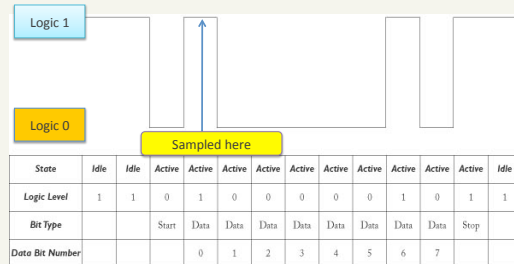 Logic 1
Logic 0
Sampled here
State Idle Idle Active Active Active Active Active Active Active Active Active Active Idle
Logic Level 1 1 0 1 0 0 0 0 0 1 0 1 1
Bit Type Start Data Data Data Data Data Data Data Data Stop
Data Bit Number 0 1 2 3 4 5 6 7